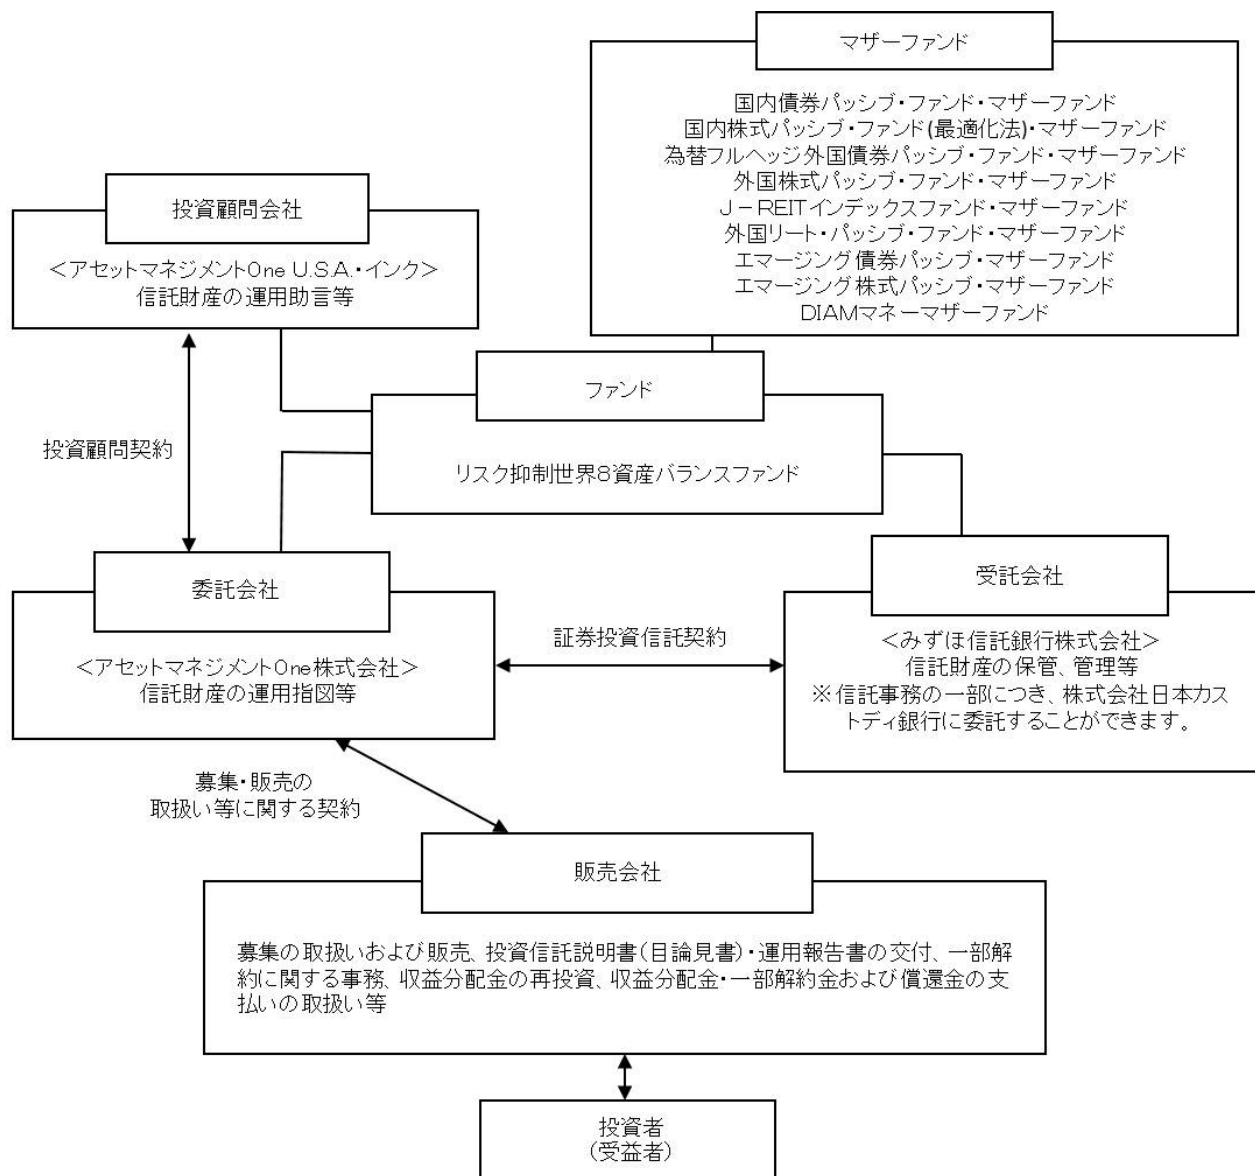 マザーファンド
国内債券パッシブ・ファンド・マザーファンド
国内株式パッシブ・ファンド(最適化法)・マザーファンド
為替フルヘッジ外国債券パッシブ・ファンド・マザーファンド
外国株式パッシブ・ファンド・マザーファンド
J-REITインデックスファンド・マザーファンド
外国リート・パッシブ・ファンド・マザーファンド
エマージング債券パッシブ・マザーファンド
エマージング株式パッシブ・マザーファンド
DIAMマネーマザーファンド
投資顧問会社
<アセットマネジメントOne U.S.A.・インク>
信託財産の運用助言等
ファンド
リスク抑制世界8資産バランスファンド
投資顧問契約
委託会社
<アセットマネジメントOne株式会社>
信託財産の運用指図等
証券投資信託契約
受託会社
<みずほ信託銀行株式会社>
信託財産の保管、管理等
※信託事務の一部につき、株式会社日本カス
トディ銀行に委託することができます。
募集・販売の
取扱い等に関する契約
販売会社
募集の取扱いおよび販売、投資信託説明書(目論見書)・運用報告書の交付、一部解
約に関する事務、収益分配金の再投資、収益分配金・一部解約金および償還金の支
払いの取扱い等
投資者
(受益者)